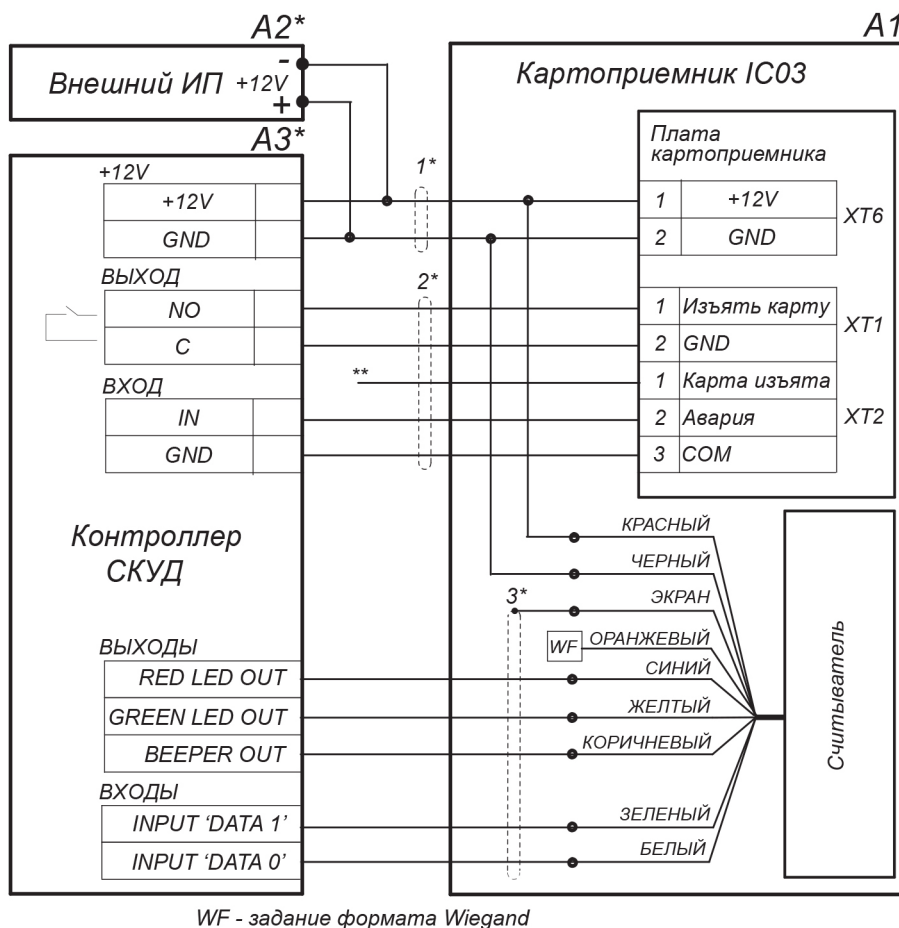 A2*
A1
Внешний ИП
-
+12V
+
Картоприемник IC03
A3*
+12V
+12V
GND
ВЫХОД
NO
C
ВХОД
IN
GND
1*
2*
**
Плата
картоприемника
1 +12V
2 GND
XT6
1 Изъять карту
2 GND
XT1
1 Карта изъята
2 Авария
3 COM
XT2
Контроллер
СКУД
3*
КРАСНЫЙ
ЧЕРНЫЙ
ЭКРАН
WF
ОРАНЖЕВЫЙ
СИНИЙ
ЖЕЛТЫЙ
КОРИЧНЕВЫЙ
ЗЕЛЕНЫЙ
БЕЛЫЙ
Считыватель
ВЫХОДЫ
RED LED OUT
GREEN LED OUT
BEEPER OUT
ВХОДЫ
INPUT ‘DATA 1’
INPUT ‘DATA 0’
WF - задание формата Wiegand